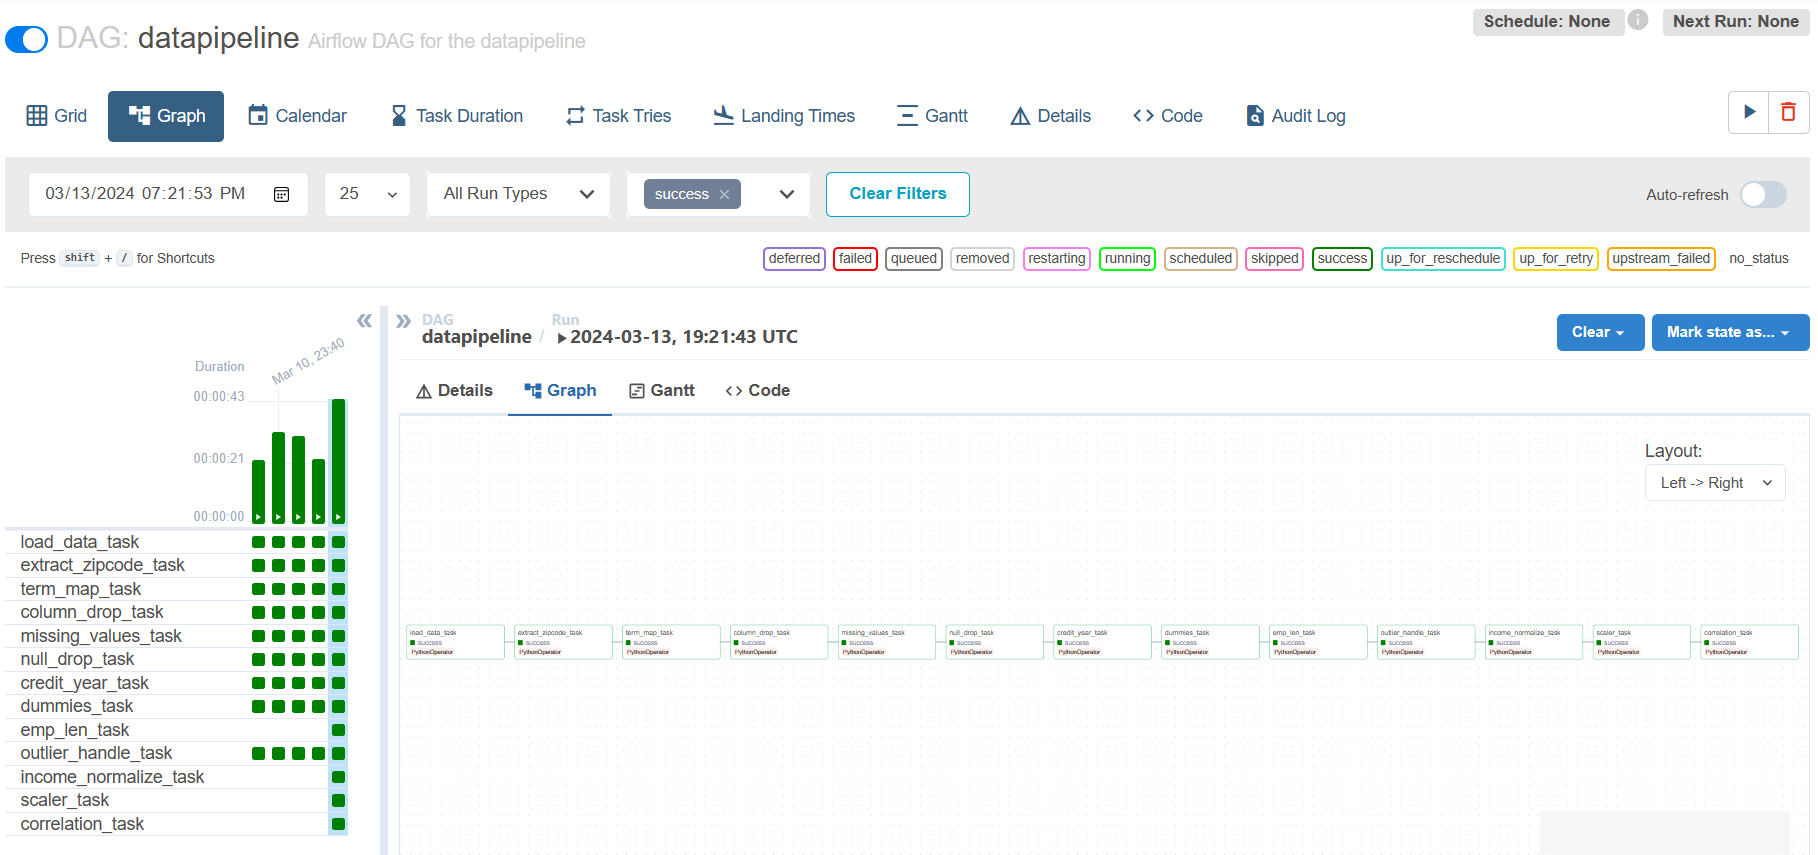 DAG: datapipeline Airflow DAG for the datapipeline
Schedule: None
Next Run: None
Grid
Graph
Calendar
Task Duration
Task Tries
Landing Times
Gantt
Details
Code
Audit Log
03/13/2024 07:21:53 PM
25
All Run Types
success
Clear Filters
Auto-refresh
Press shift + / for Shortcuts
deferred
failed
queued
removed
restarting
running
scheduled
skipped
success
up_for_reschedule
up_for_retry
upstream_failed
no_status
Duration
Mar 10, 23:40
00:00:43
00:00:21
00:00:00
load_data_task
extract_zipcode_task
term_map_task
column_drop_task
missing_values_task
null_drop_task
credit_year_task
dummies_task
emp_len_task
outlier_handle_task
income_normalize_task
scaler_task
correlation_task
DAG
datapipeline
/
Run
2024-03-13, 19:21:43 UTC
Clear
Mark state as...
Details
Graph
Gantt
Code
Layout:
Left -> Right
load_data_task
success
PythonOperator
extract_zipcode_task
success
PythonOperator
term_map_task
success
PythonOperator
column_drop_task
success
PythonOperator
missing_values_task
success
PythonOperator
null_drop_task
success
PythonOperator
credit_year_task
success
PythonOperator
dummies_task
success
PythonOperator
emp_len_task
success
PythonOperator
outlier_handle_task
success
PythonOperator
income_normalize_task
success
PythonOperator
scaler_task
success
PythonOperator
correlation_task
success
PythonOperator